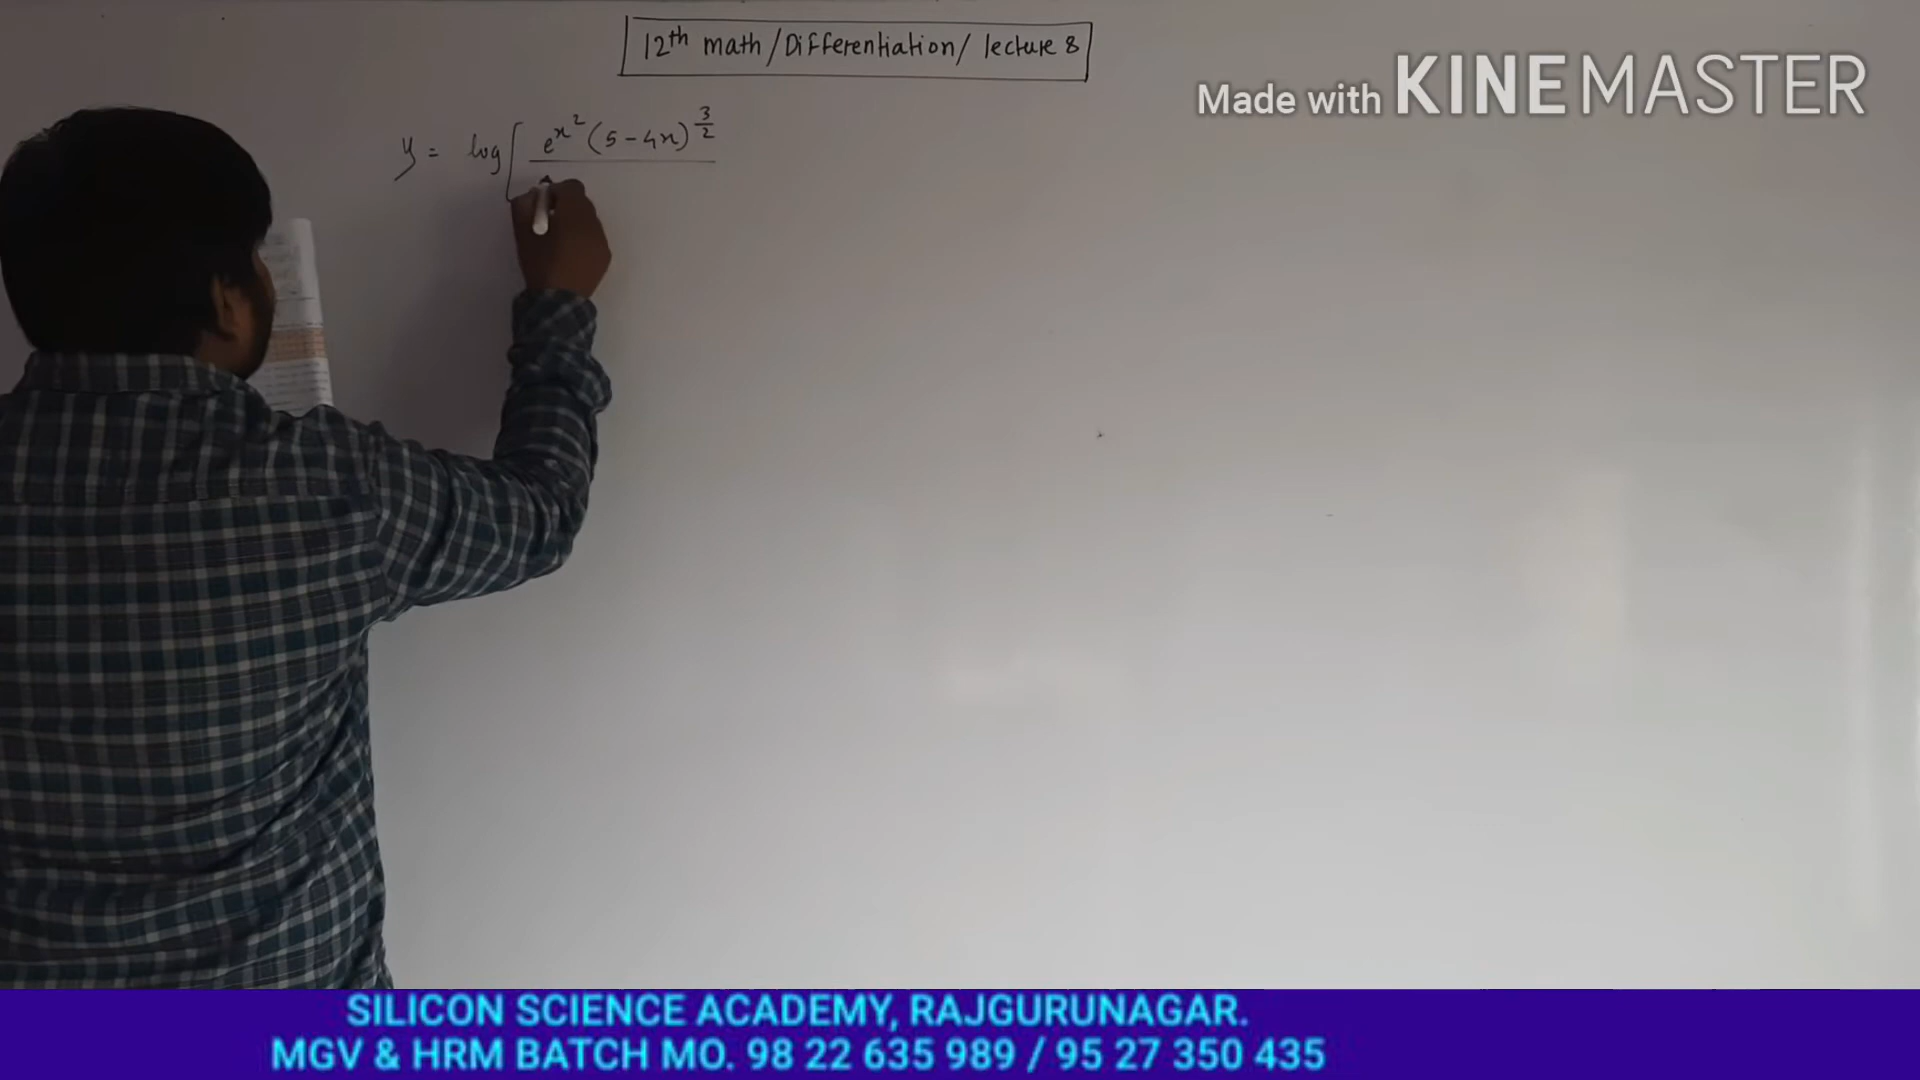 12th math /Differentiation/ lecture 8
Made with KINEMASTER
y = log[ e^x^2 (5-4x)^3/2
SILICON SCIENCE ACADEMY, RAJGURUNAGAR.
MGV & HRM BATCH MO. 98 22 635 989 / 95 27 350 435